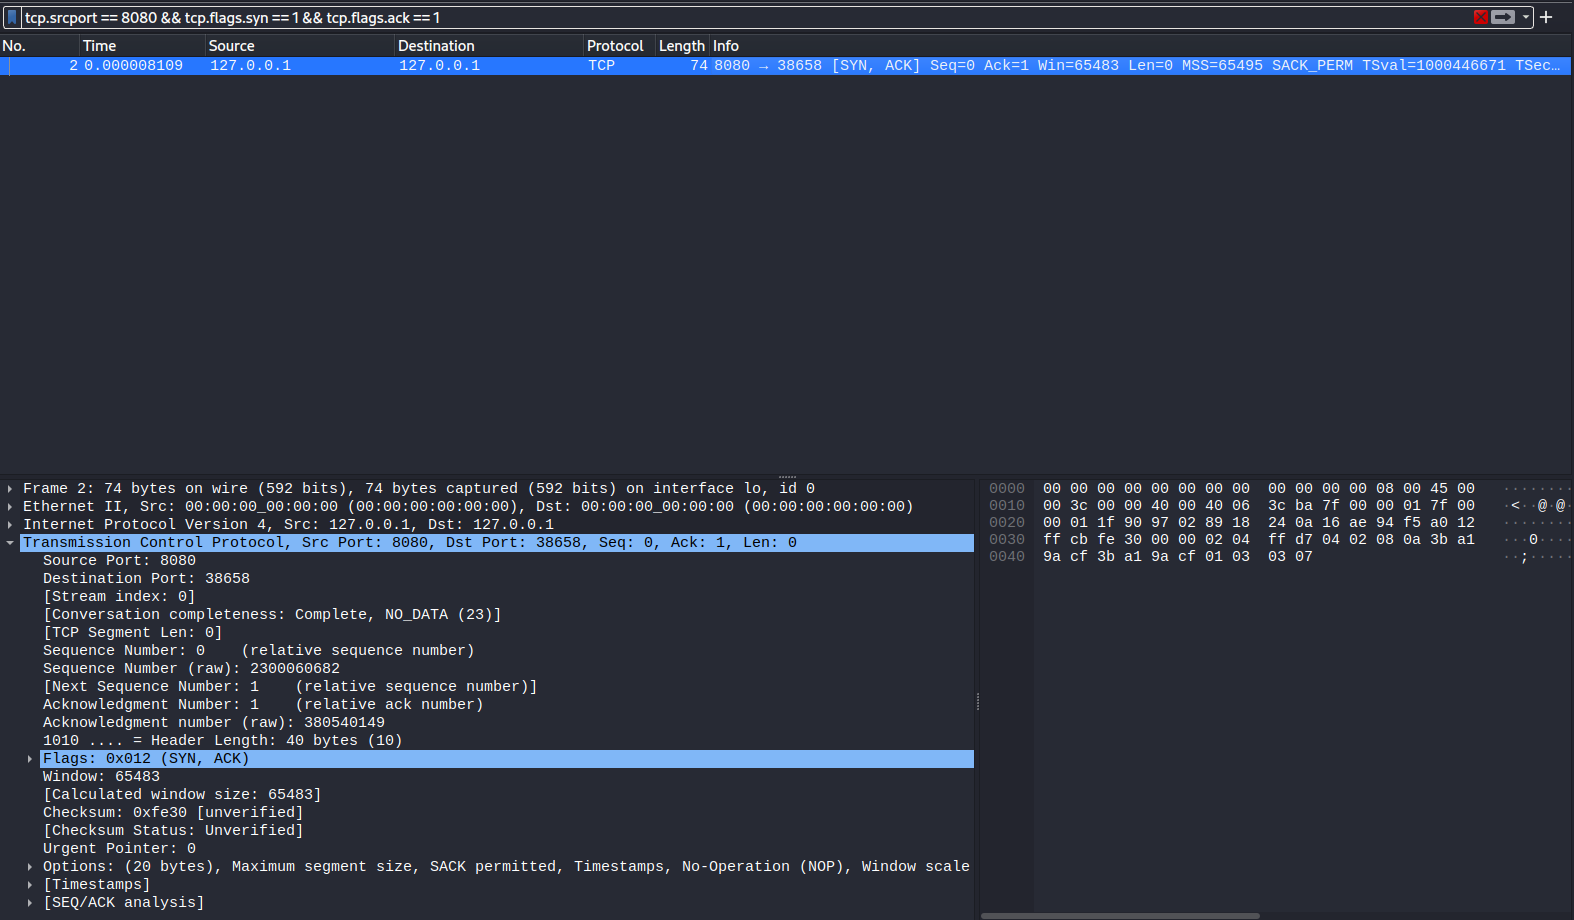 tcp.srcport == 8080 && tcp.flags.syn == 1 && tcp.flags.ack == 1
No. Time Source Destination Protocol Length Info
2 0.000008109 127.0.0.1 127.0.0.1 TCP 74 8080 → 38658 [SYN, ACK] Seq=0 Ack=1 Win=65483 Len=0 MSS=65495 SACK_PERM TSval=1000446671 TSec…
Frame 2: 74 bytes on wire (592 bits), 74 bytes captured (592 bits) on interface lo, id 0
Ethernet II, Src: 00:00:00_00:00:00 (00:00:00:00:00:00), Dst: 00:00:00_00:00:00 (00:00:00:00:00:00)
Internet Protocol Version 4, Src: 127.0.0.1, Dst: 127.0.0.1
Transmission Control Protocol, Src Port: 8080, Dst Port: 38658, Seq: 0, Ack: 1, Len: 0
Source Port: 8080
Destination Port: 38658
[Stream index: 0]
[Conversation completeness: Complete, NO_DATA (23)]
[TCP Segment Len: 0]
Sequence Number: 0    (relative sequence number)
Sequence Number (raw): 2300060682
[Next Sequence Number: 1    (relative sequence number)]
Acknowledgment Number: 1    (relative ack number)
Acknowledgment number (raw): 380540149
1010 .... = Header Length: 40 bytes (10)
Flags: 0x012 (SYN, ACK)
Window: 65483
[Calculated window size: 65483]
Checksum: 0xfe30 [unverified]
[Checksum Status: Unverified]
Urgent Pointer: 0
Options: (20 bytes), Maximum segment size, SACK permitted, Timestamps, No-Operation (NOP), Window scale
[Timestamps]
[SEQ/ACK analysis]
0000 00 00 00 00 00 00 00 00 00 00 00 00 08 00 45 00 ········
0010 00 3c 00 00 40 00 40 06 3c ba 7f 00 00 01 7f 00 ·<··@·@·
0020 00 01 1f 90 97 02 89 18 24 0a 16 ae 94 f5 a0 12 ········
0030 ff cb fe 30 00 00 02 04 ff d7 04 02 08 0a 3b a1 ···0····
0040 9a cf 3b a1 9a cf 01 03 03 07 ··;·····